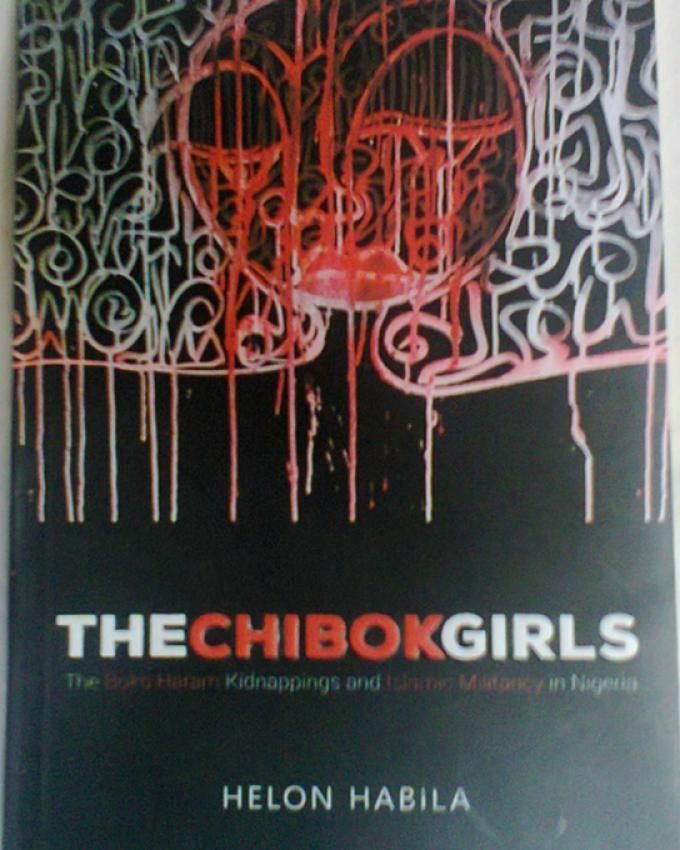 THECHIBOKGIRLS
The Boko Haram Kidnappings and Islamic Militancy in Nigeria
HELON HABILA